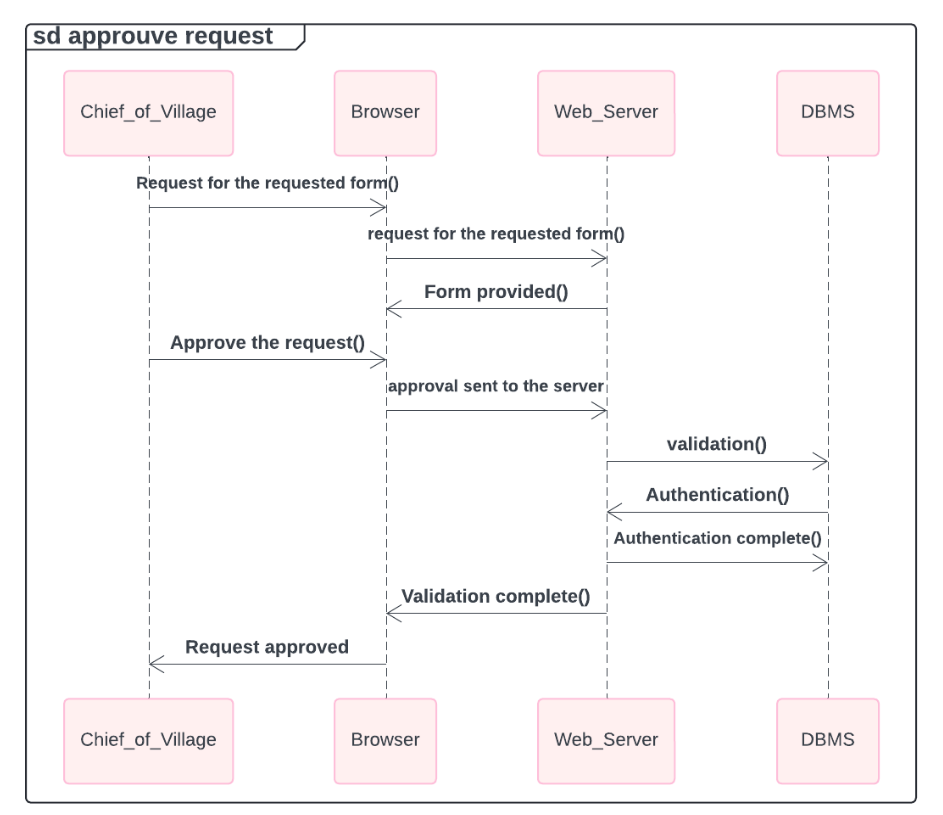 sd approuve request
Chief_of_Village
Browser
Web_Server
DBMS
Request for the requested form()
request for the requested form()
Form provided()
Approve the request()
approval sent to the server
validation()
Authentication()
Authentication complete()
Validation complete()
Request approved
Chief_of_Village
Browser
Web_Server
DBMS